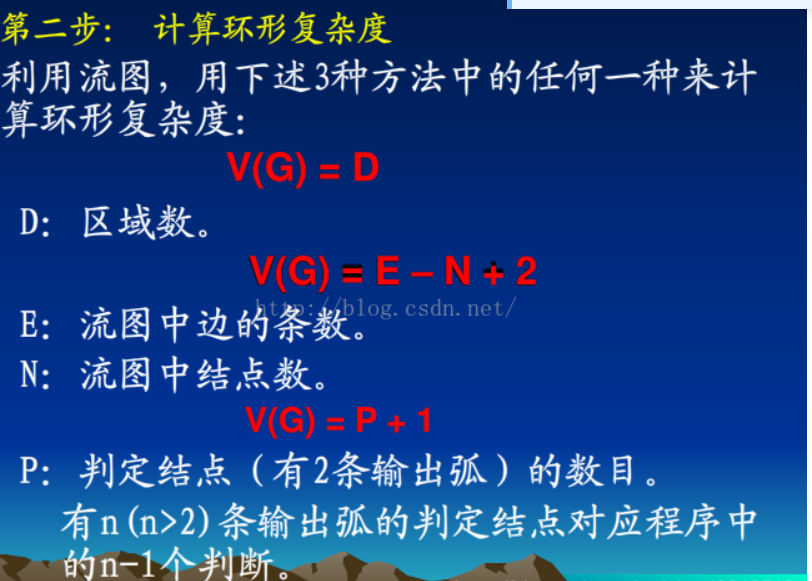 第二步： 计算环形复杂度
利用流图，用下述3种方法中的任何一种来计
算环形复杂度：
V(G) = D
D： 区域数。
V(G) = E – N + 2
http://blog.csdn.net/
E： 流图中边的条数。
N： 流图中结点数。
V(G) = P + 1
P： 判定结点（有2条输出弧）的数目。
有n(n>2)条输出弧的判定结点对应程序中
的n-1个判断。